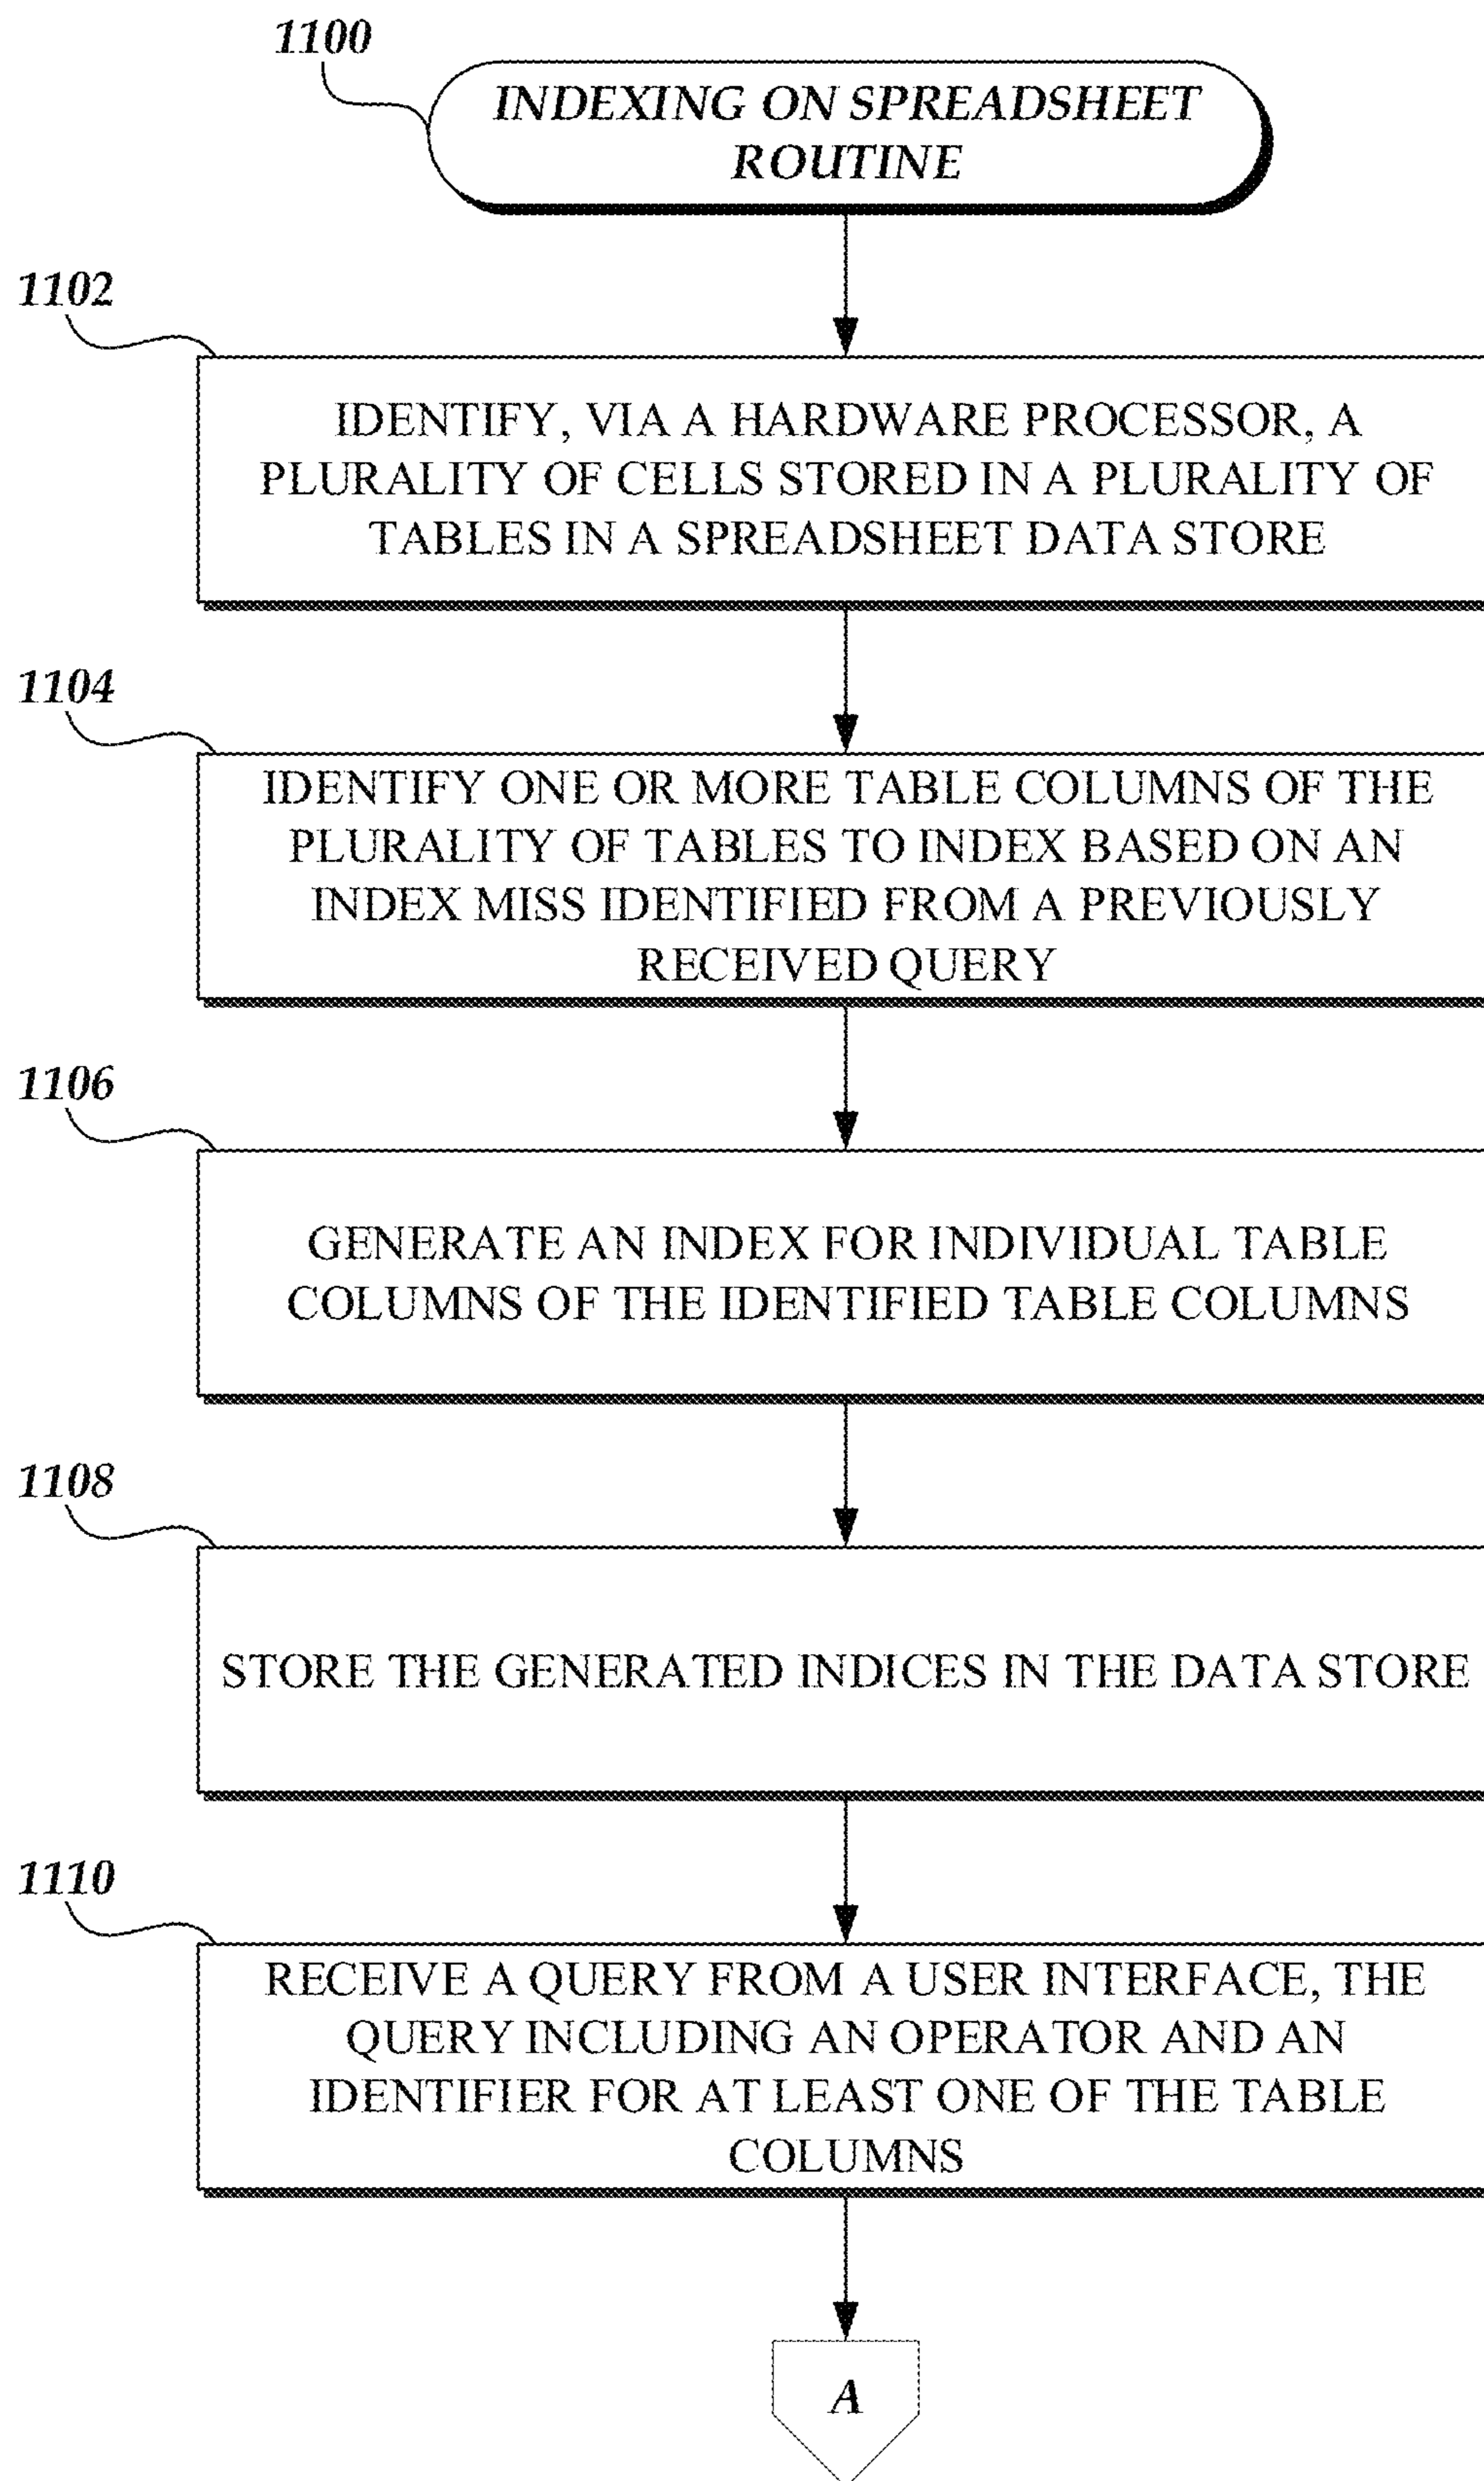 1100
INDEXING ON SPREADSHEET
ROUTINE
1102
IDENTIFY, VIA A HARDWARE PROCESSOR, A
PLURALITY OF CELLS STORED IN A PLURALITY OF
TABLES IN A SPREADSHEET DATA STORE
1104
IDENTIFY ONE OR MORE TABLE COLUMNS OF THE
PLURALITY OF TABLES TO INDEX BASED ON AN
INDEX MISS IDENTIFIED FROM A PREVIOUSLY
RECEIVED QUERY
1106
GENERATE AN INDEX FOR INDIVIDUAL TABLE
COLUMNS OF THE IDENTIFIED TABLE COLUMNS
1108
STORE THE GENERATED INDICES IN THE DATA STORE
1110
RECEIVE A QUERY FROM A USER INTERFACE, THE
QUERY INCLUDING AN OPERATOR AND AN
IDENTIFIER FOR AT LEAST ONE OF THE TABLE
COLUMNS
A